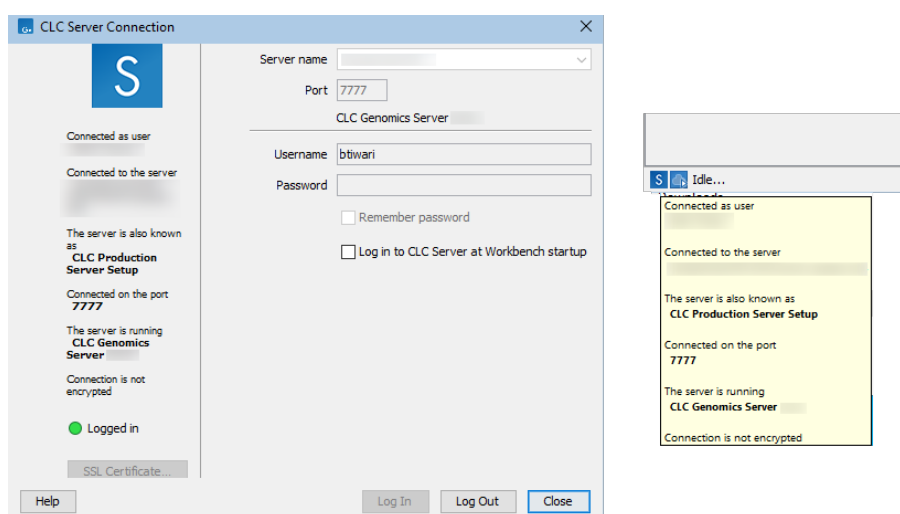 G.
CLC Server Connection
S
Connected as user
Connected to the server
The server is also known
as
CLC Production
Server Setup
Connected on the port
7777
The server is running
CLC Genomics
Server
Connection is not
encrypted
Logged in
SSL Certificate...
Server name
Port 7777
CLC Genomics Server
Username btiwari
Password
Remember password
Log in to CLC Server at Workbench startup
Help Log In Log Out Close
S Idle...
Downloads
Connected as user
Connected to the server
The server is also known as
CLC Production Server Setup
Connected on the port
7777
The server is running
CLC Genomics Server
Connection is not encrypted